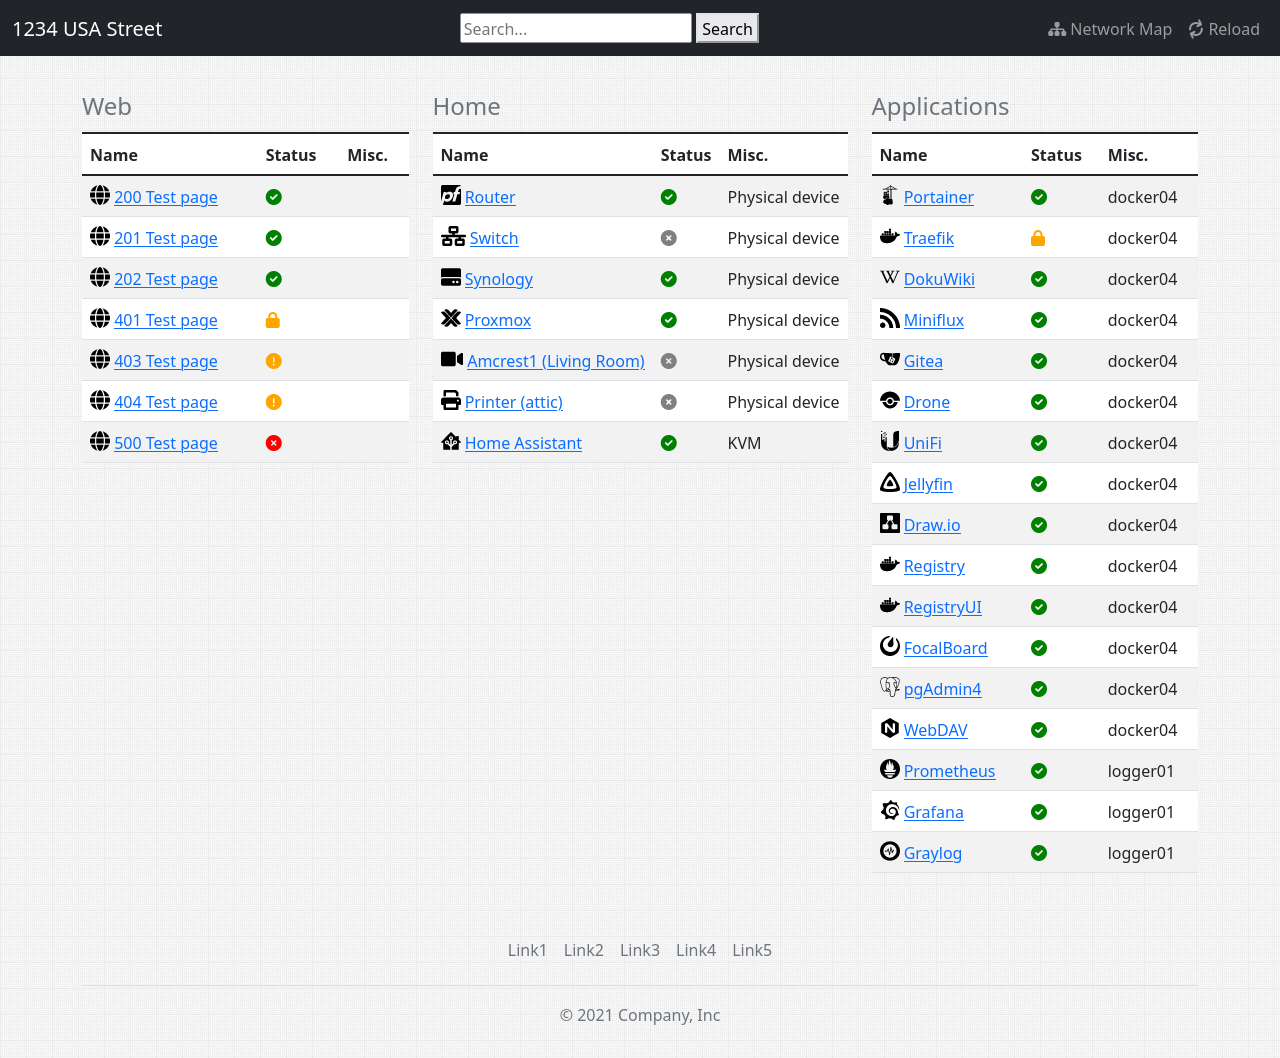 1234 USA Street
Search...
Search
Network Map
Reload
Web
Name Status Misc.
200 Test page
201 Test page
202 Test page
401 Test page
403 Test page
404 Test page
500 Test page
Home
Name Status Misc.
Router Physical device
Switch Physical device
Synology Physical device
Proxmox Physical device
Amcrest1 (Living Room) Physical device
Printer (attic) Physical device
Home Assistant KVM
Applications
Name Status Misc.
Portainer docker04
Traefik docker04
DokuWiki docker04
Miniflux docker04
Gitea docker04
Drone docker04
UniFi docker04
Jellyfin docker04
Draw.io docker04
Registry docker04
RegistryUI docker04
FocalBoard docker04
pgAdmin4 docker04
WebDAV docker04
Prometheus logger01
Grafana logger01
Graylog logger01
Link1 Link2 Link3 Link4 Link5
© 2021 Company, Inc